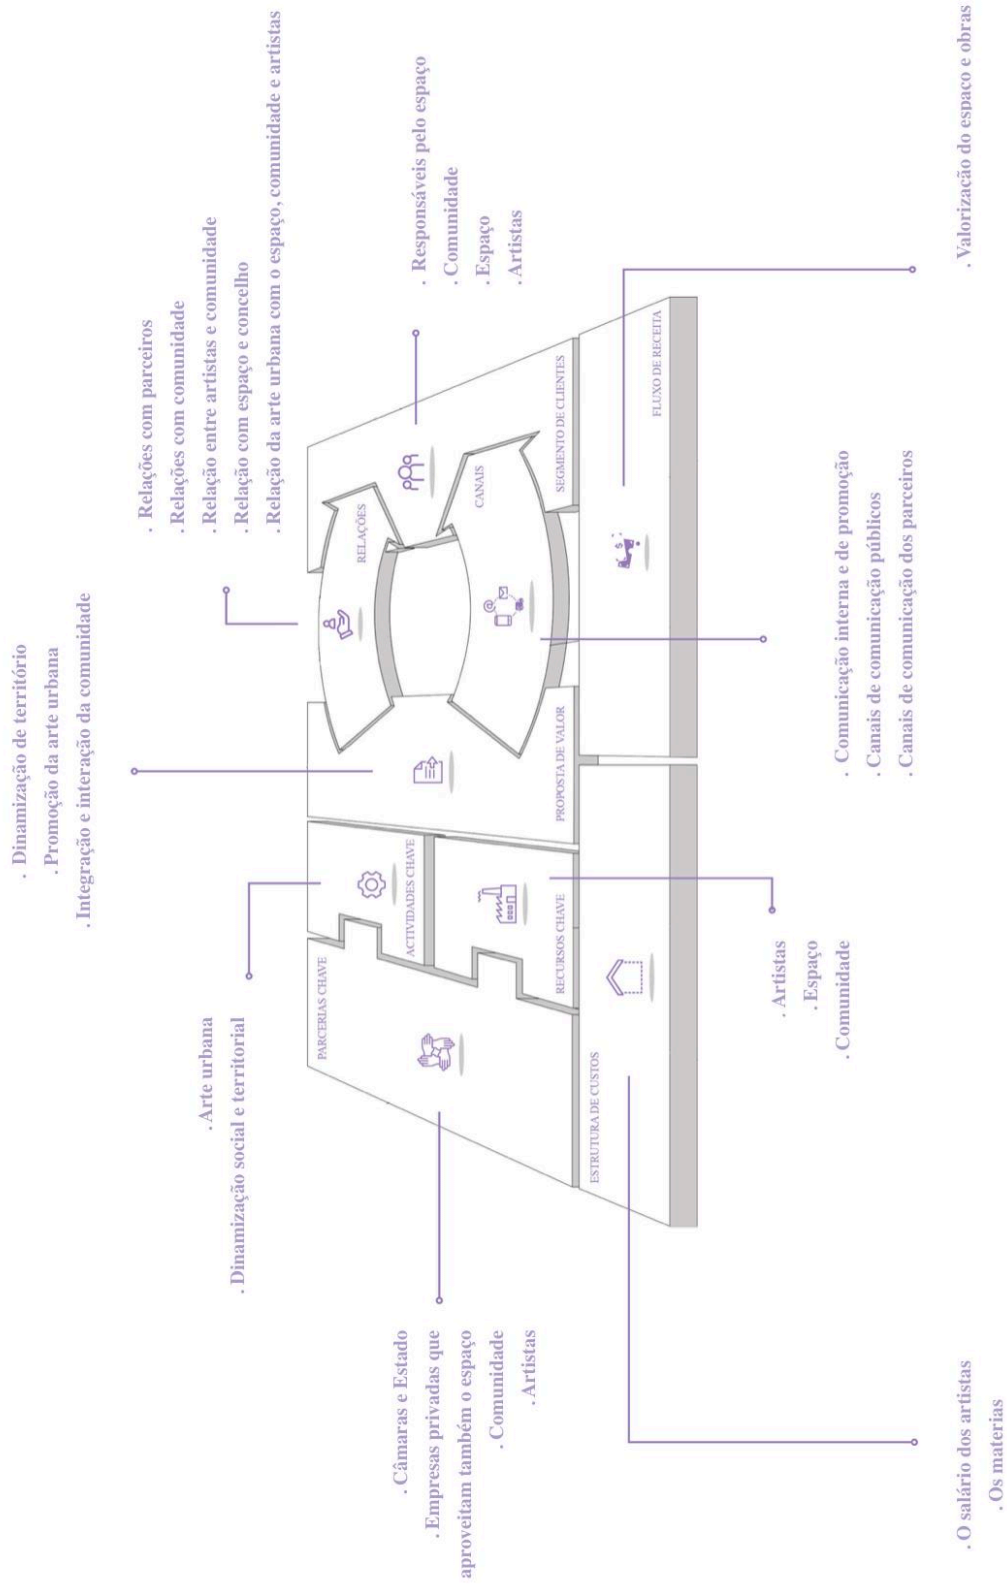 . Dinamização de território
. Promoção da arte urbana
. Integração e interação da comunidade
. Arte urbana
. Dinamização social e territorial
. Relações com parceiros
. Relações com comunidade
. Relação entre artistas e comunidade
. Relação com espaço e concelho
. Relação da arte urbana com o espaço, comunidade e artistas
. Câmaras e Estado
. Empresas privadas que
aproveitam também o espaço
. Comunidade
. Artistas
. Responsáveis pelo espaço
. Comunidade
. Espaço
. Artistas
PARCERIAS CHAVE
ACTIVIDADES CHAVE
RECURSOS CHAVE
PROPOSTA DE VALOR
RELAÇÕES
CANAIS
SEGMENTO DE CLIENTES
ESTRUTURA DE CUSTOS
FLUXO DE RECEITA
. Artistas
. Espaço
. Comunidade
. Comunicação interna e de promoção
. Canais de comunicação públicos
. Canais de comunicação dos parceiros
. O salário dos artistas
. Os materias
. Valorização do espaço e obras